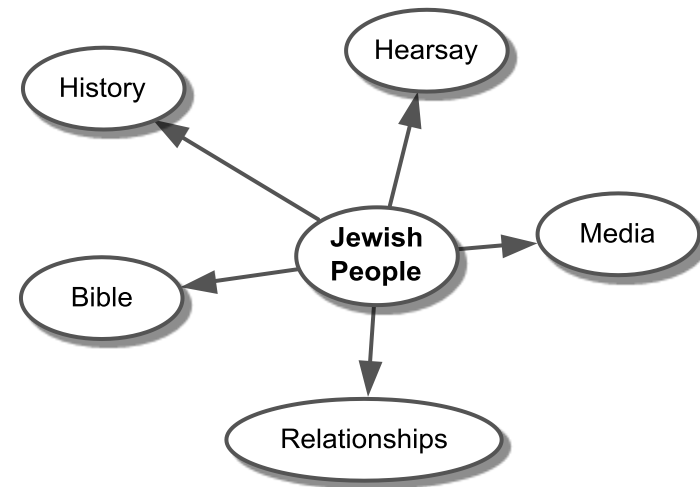 Hearsay
History
Jewish
People
Media
Bible
Relationships